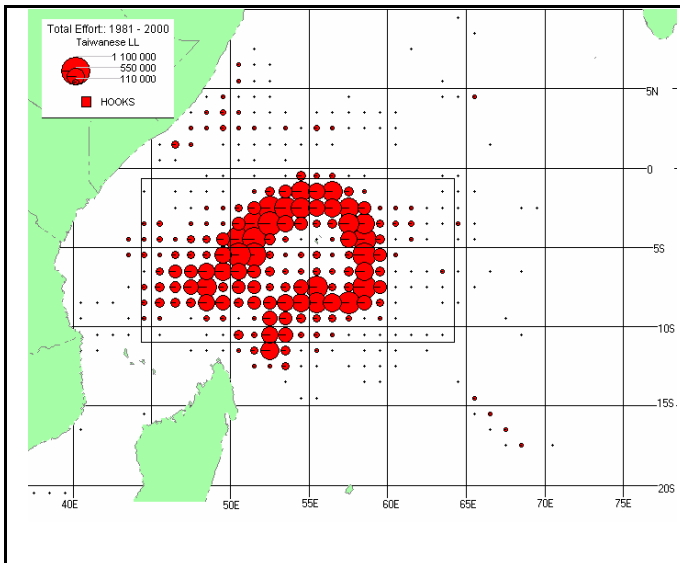 Total Effort:: 1981 - 2000
Taiwanese LL
1 100 000
550 000
110 000
HOOKS
5N
0
5S
10S
15S
20S
40E 50E 55E 60E 65E 70E 75E